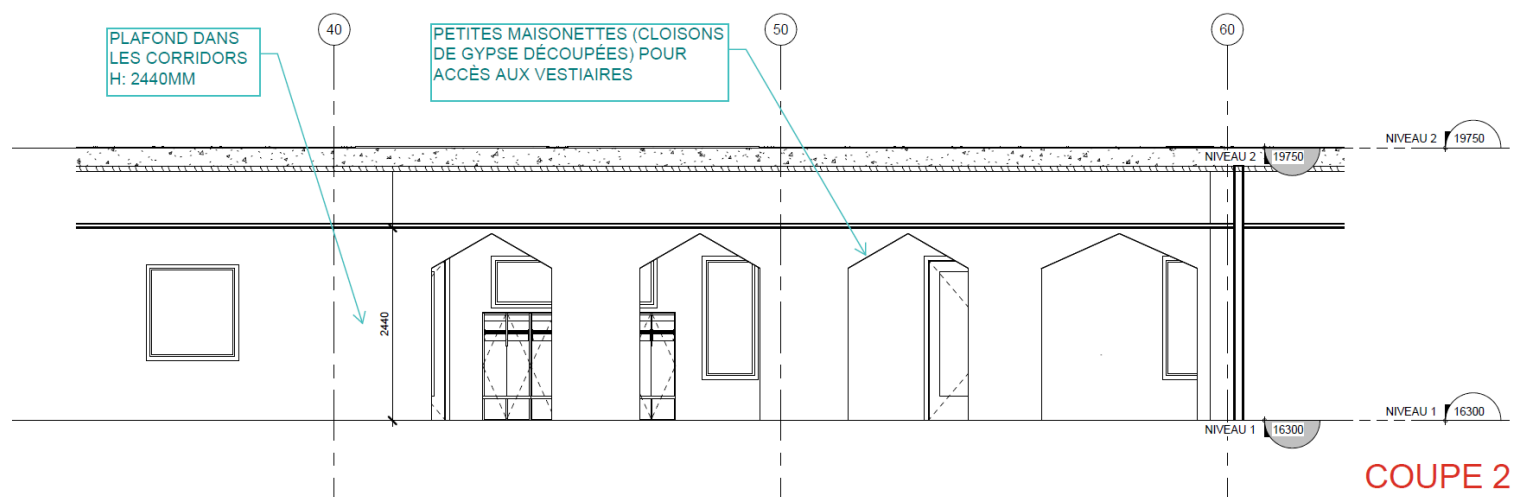 40
50
60
PLAFOND DANS
LES CORRIDORS
H: 2440MM
PETITES MAISONETTES (CLOISONS
DE GYPSE DÉCOUPÉES) POUR
ACCÈS AUX VESTIAIRES
NIVEAU 2 19750
NIVEAU 2 19750
2440
NIVEAU 1 16300
NIVEAU 1 16300
COUPE 2